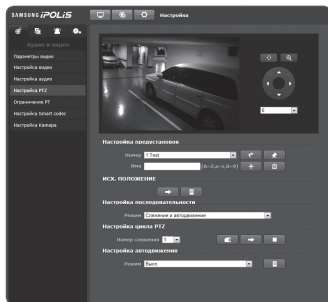 SAMSUNG iPOLiS
Настройка
Аудио и видео
Параметры видео
Настройка видео
Настройка аудио
Настройка PTZ
Ограничение PT
Настройка Smart codec
Настройка Камера
6
Настройка предустановок
Номер 1:Test
Имя (A~Z,a~z,0~9)
ИСХ. ПОЛОЖЕНИЕ
Настройка последовательности
Режим Слежение и автодвижение
Настройка цикла PTZ
Номер слежения 1
Настройка автодвижения
Режим Выкл